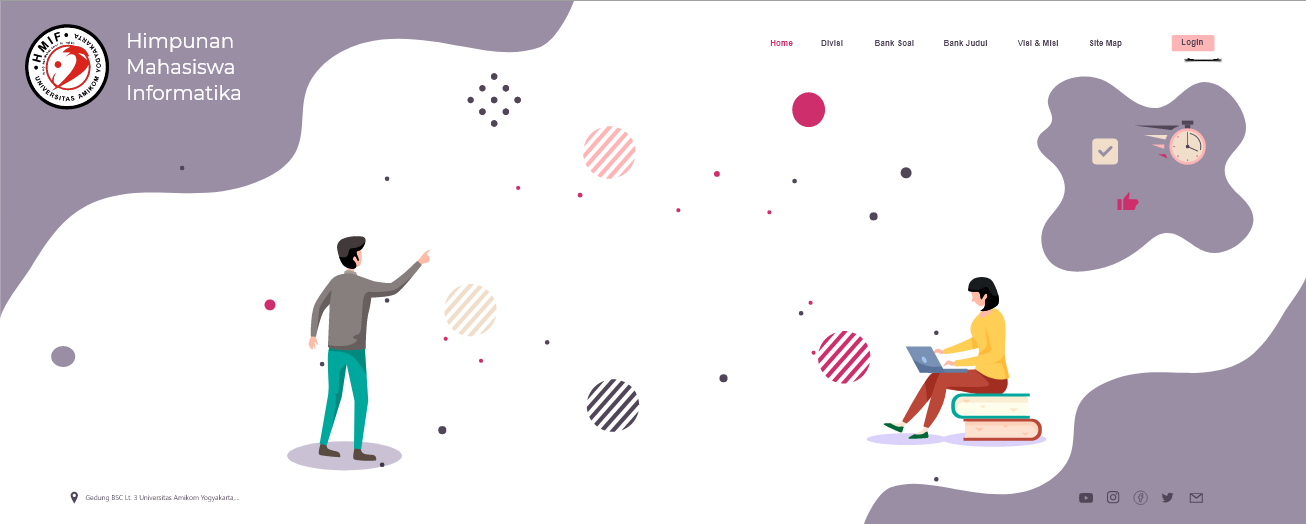 HMIF
YOGYAKARTA
UNIVERSITAS AMIKOM
Himpunan
Mahasiswa
Informatika
Home Divisi Bank Soal Bank Judul Visi & Misi Site Map Login
Gedung BSC Lt. 3 Universitas Amikom Yogyakarta,...